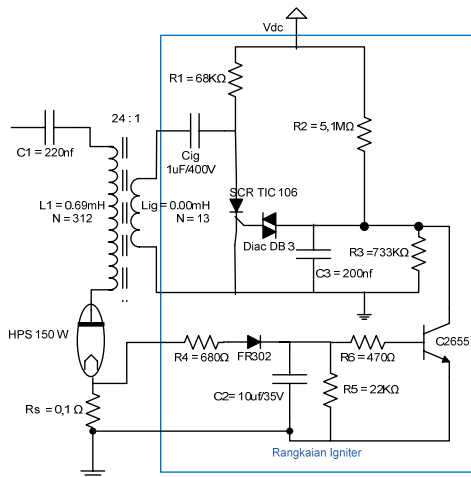 Vdc
R1 = 68KΩ
24 : 1
R2 = 5,1MΩ
Cig
1uF/400V
C1 = 220nf
SCR TIC 106
L1 = 0.69mH
N = 312
Lig = 0.00mH
N = 13
Diac DB 3
R3 =733KΩ
C3 = 200nf
HPS 150 W
R4 = 680Ω
FR302
R6 = 470Ω
C2655
C2= 10uf/35V
R5 = 22KΩ
Rs = 0,1 Ω
Rangkaian Igniter